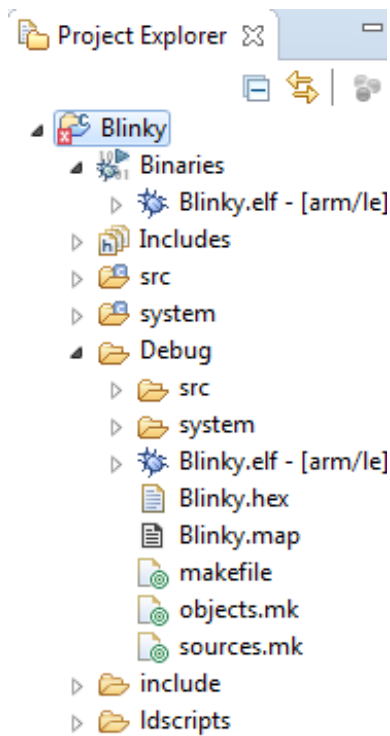 Project Explorer
Blinky
Binaries
Blinky.elf - [arm/le]
Includes
src
system
Debug
src
system
Blinky.elf - [arm/le]
Blinky.hex
Blinky.map
makefile
objects.mk
sources.mk
include
ldscripts